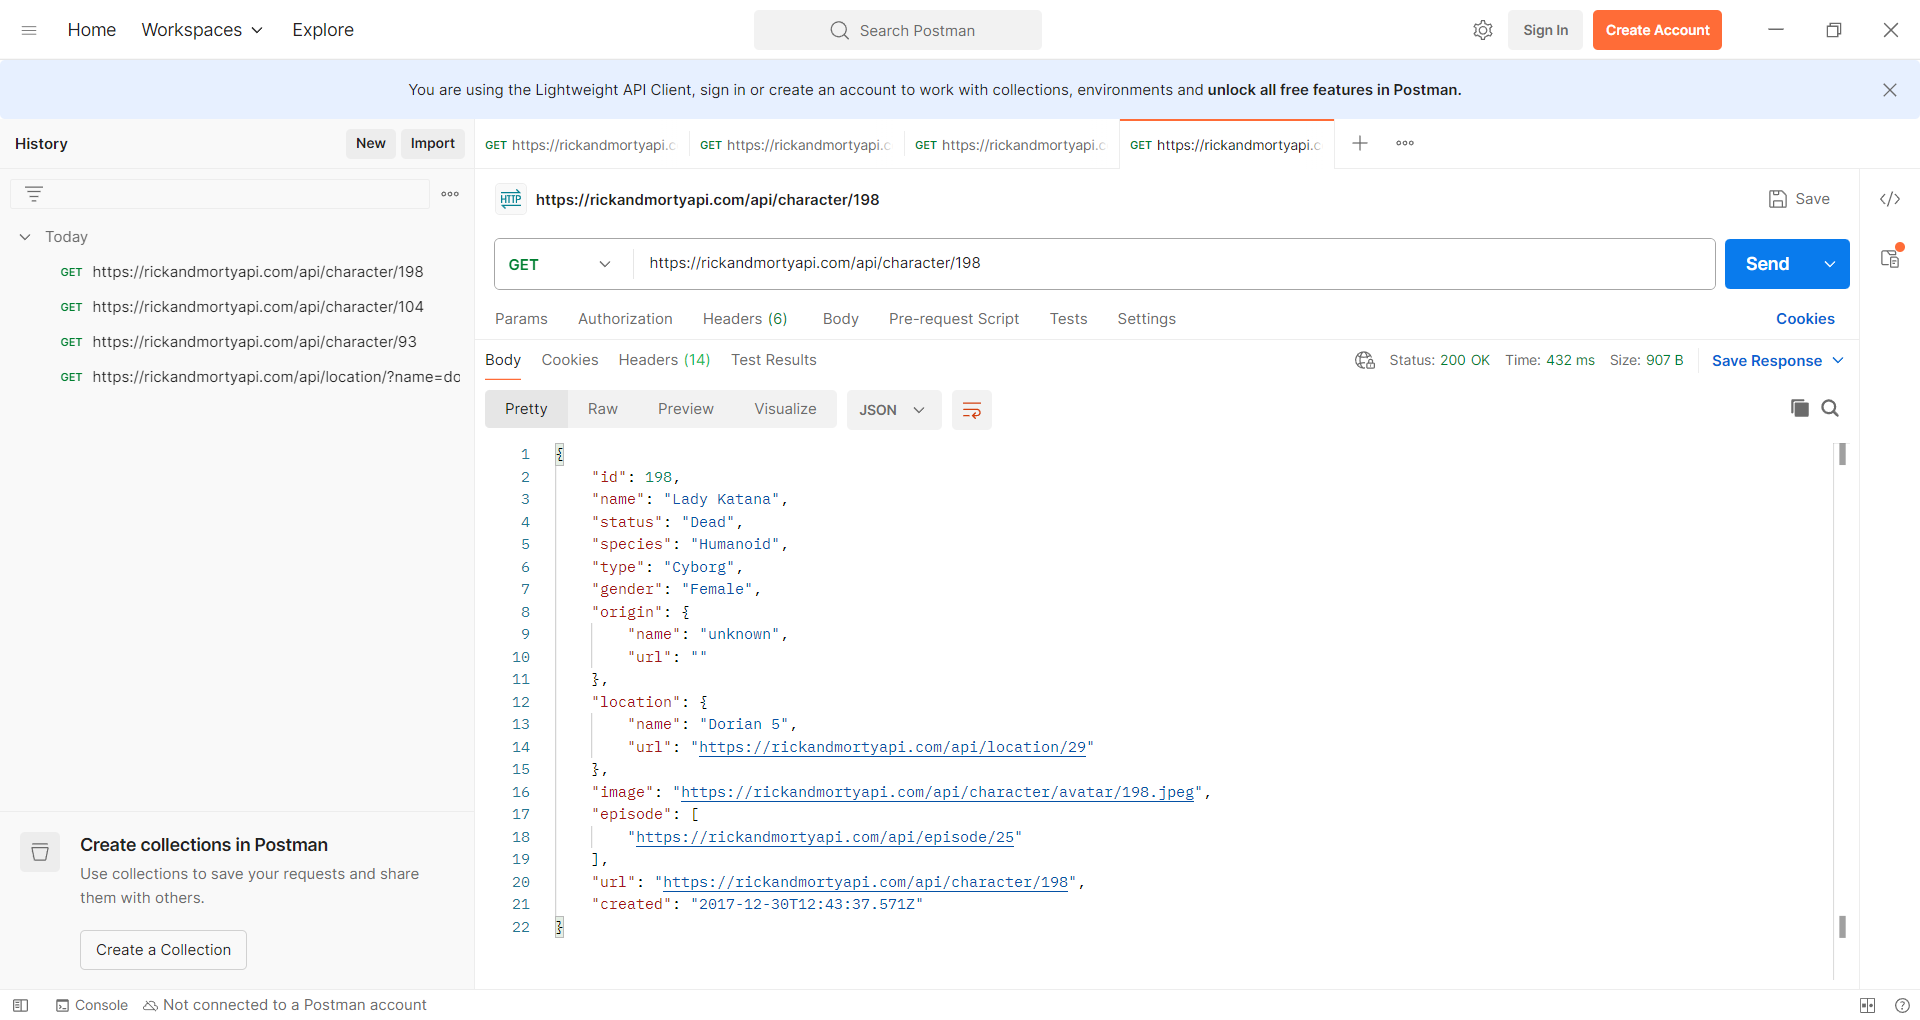 Home Workspaces Explore Search Postman Sign In Create Account
You are using the Lightweight API Client, sign in or create an account to work with collections, environments and unlock all free features in Postman.
History New Import
GET https://rickandmortyapi.c GET https://rickandmortyapi.c GET https://rickandmortyapi.c GET https://rickandmortyapi.c
HTTP https://rickandmortyapi.com/api/character/198 Save
Today
GET https://rickandmortyapi.com/api/character/198
GET https://rickandmortyapi.com/api/character/104
GET https://rickandmortyapi.com/api/character/93
GET https://rickandmortyapi.com/api/location/?name=do
GET https://rickandmortyapi.com/api/character/198 Send
Params Authorization Headers (6) Body Pre-request Script Tests Settings Cookies
Body Cookies Headers (14) Test Results Status: 200 OK Time: 432 ms Size: 907 B Save Response
Pretty Raw Preview Visualize JSON
1 {
2 "id": 198,
3 "name": "Lady Katana",
4 "status": "Dead",
5 "species": "Humanoid",
6 "type": "Cyborg",
7 "gender": "Female",
8 "origin": {
9 "name": "unknown",
10 "url": ""
11 },
12 "location": {
13 "name": "Dorian 5",
14 "url": "https://rickandmortyapi.com/api/location/29"
15 },
16 "image": "https://rickandmortyapi.com/api/character/avatar/198.jpeg",
17 "episode": [
18 "https://rickandmortyapi.com/api/episode/25"
19 ],
20 "url": "https://rickandmortyapi.com/api/character/198",
21 "created": "2017-12-30T12:43:37.571Z"
22 }
Create collections in Postman
Use collections to save your requests and share
them with others.
Create a Collection
Console Not connected to a Postman account